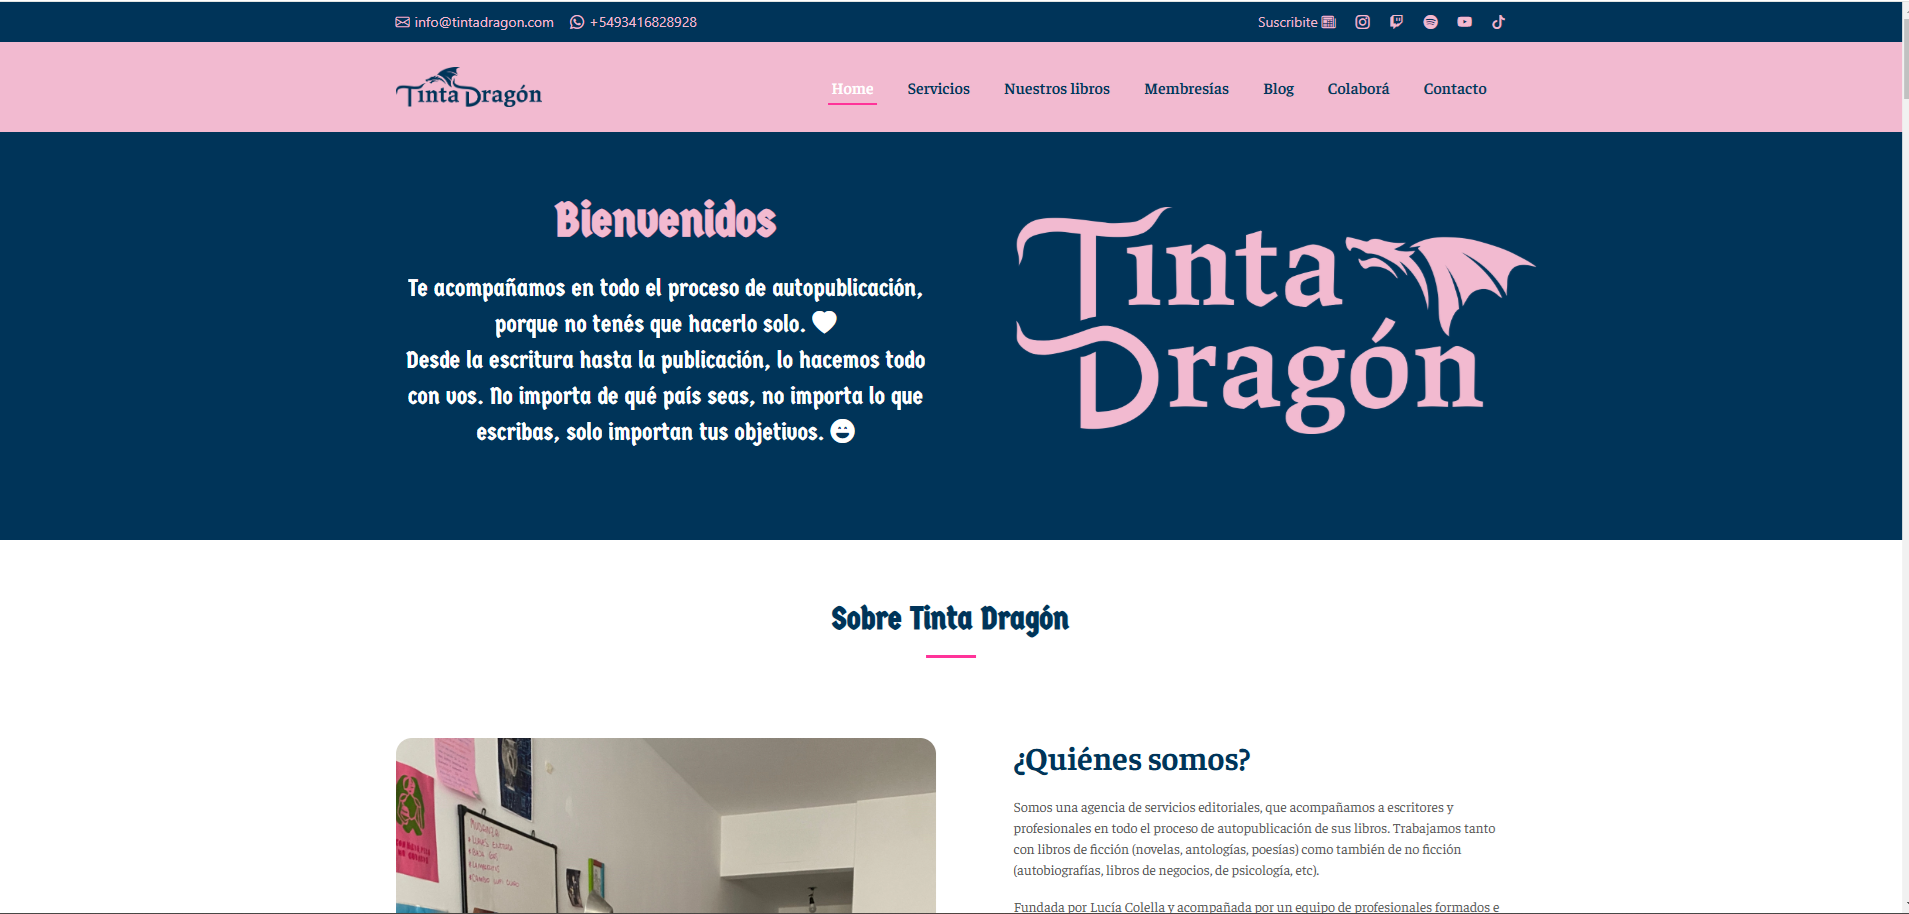 info@tintadragon.com +5493416828928 Suscribite
Tinta Dragón
Home Servicios Nuestros libros Membresías Blog Colaborá Contacto
Bienvenidos
Te acompañamos en todo el proceso de autopublicación,
porque no tenés que hacerlo solo.
Desde la escritura hasta la publicación, lo hacemos todo
con vos. No importa de qué país seas, no importa lo que
escribas, solo importan tus objetivos.
Tinta
Dragón
Sobre Tinta Dragón
MUDANZA
¿Quiénes somos?
Somos una agencia de servicios editoriales, que acompañamos a escritores y
profesionales en todo el proceso de autopublicación de sus libros. Trabajamos tanto
con libros de ficción (novelas, antologías, poesías) como también de no ficción
(autobiografías, libros de negocios, de psicología, etc).
Fundada por Lucía Colella y acompañada por un equipo de profesionales formados e